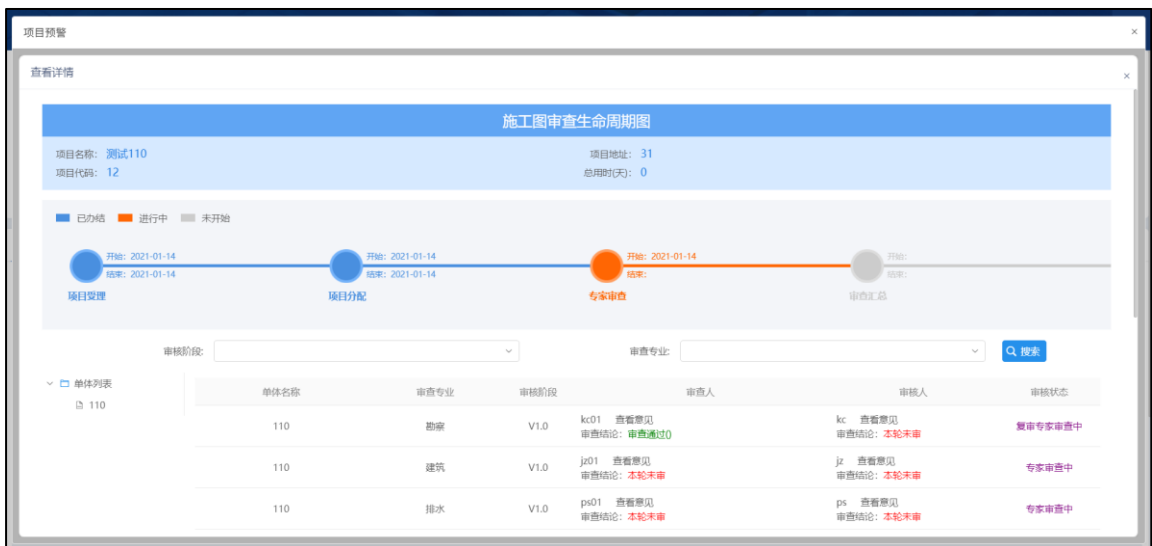 项目预警 ×
查看详情 ×
施工图审查生命周期图
项目名称: 测试110 项目地址: 31
项目代码: 12 总用时(天): 0
已办结 进行中 未开始
开始: 2021-01-14 开始: 2021-01-14 开始: 2021-01-14 开始:
结束: 2021-01-14 结束: 2021-01-14 结束: 结束:
项目受理 项目分配 专家审查 审查汇总
审核阶段: 审查专业: 搜索
单体列表
110
单体名称 审查专业 审核阶段 审查人 审核人 审核状态
110 勘察 V1.0 kc01 查看意见 kc 查看意见 复审专家审查中
审查结论: 审查通过() 审查结论: 本轮未审
110 建筑 V1.0 jz01 查看意见 jz 查看意见 专家审查中
审查结论: 本轮未审 审查结论: 本轮未审
110 排水 V1.0 ps01 查看意见 ps 查看意见 专家审查中
审查结论: 本轮未审 审查结论: 本轮未审